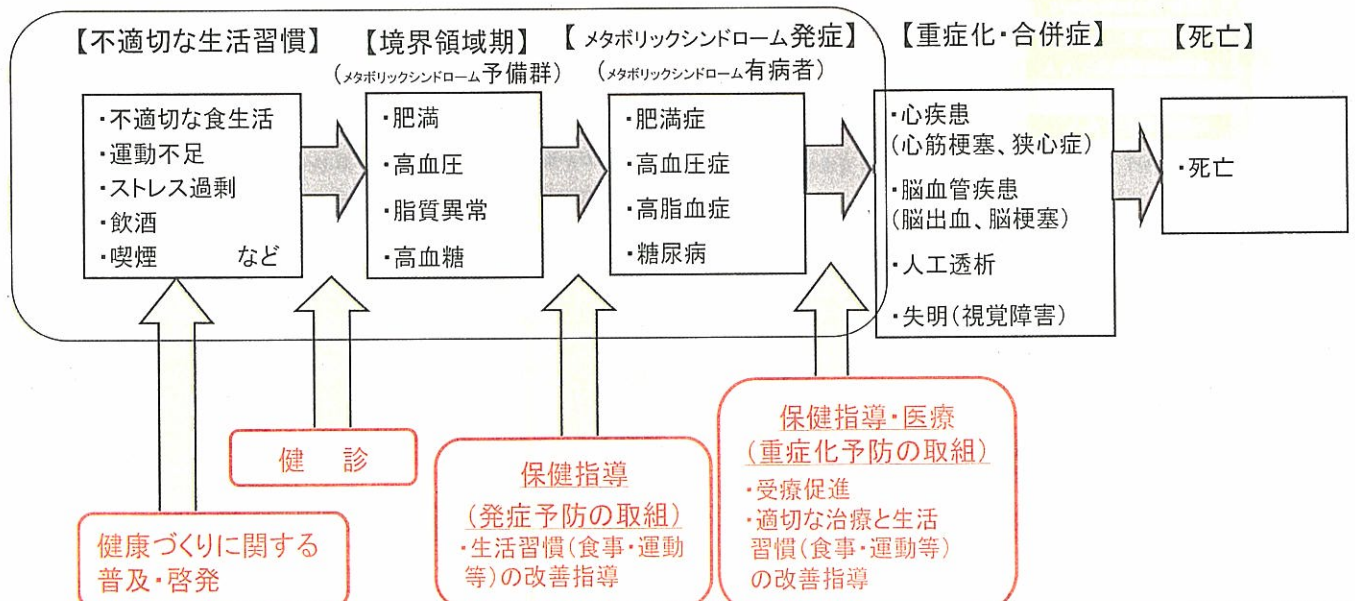 【不適切な生活習慣】
・不適切な食生活
・運動不足
・ストレス過剰
・飲酒
・喫煙 など
【境界領域期】
(メタボリックシンドローム予備群)
・肥満
・高血圧
・脂質異常
・高血糖
【メタボリックシンドローム発症】
(メタボリックシンドローム有病者)
・肥満症
・高血圧症
・高脂血症
・糖尿病
【重症化・合併症】
・心疾患
(心筋梗塞、狭心症)
・脳血管疾患
(脳出血、脳梗塞)
・人工透析
・失明(視覚障害)
【死亡】
・死亡
健康づくりに関する
普及・啓発
健 診
保健指導
(発症予防の取組)
・生活習慣(食事・運動
等)の改善指導
保健指導・医療
(重症化予防の取組)
・受療促進
・適切な治療と生活
習慣(食事・運動等)
の改善指導